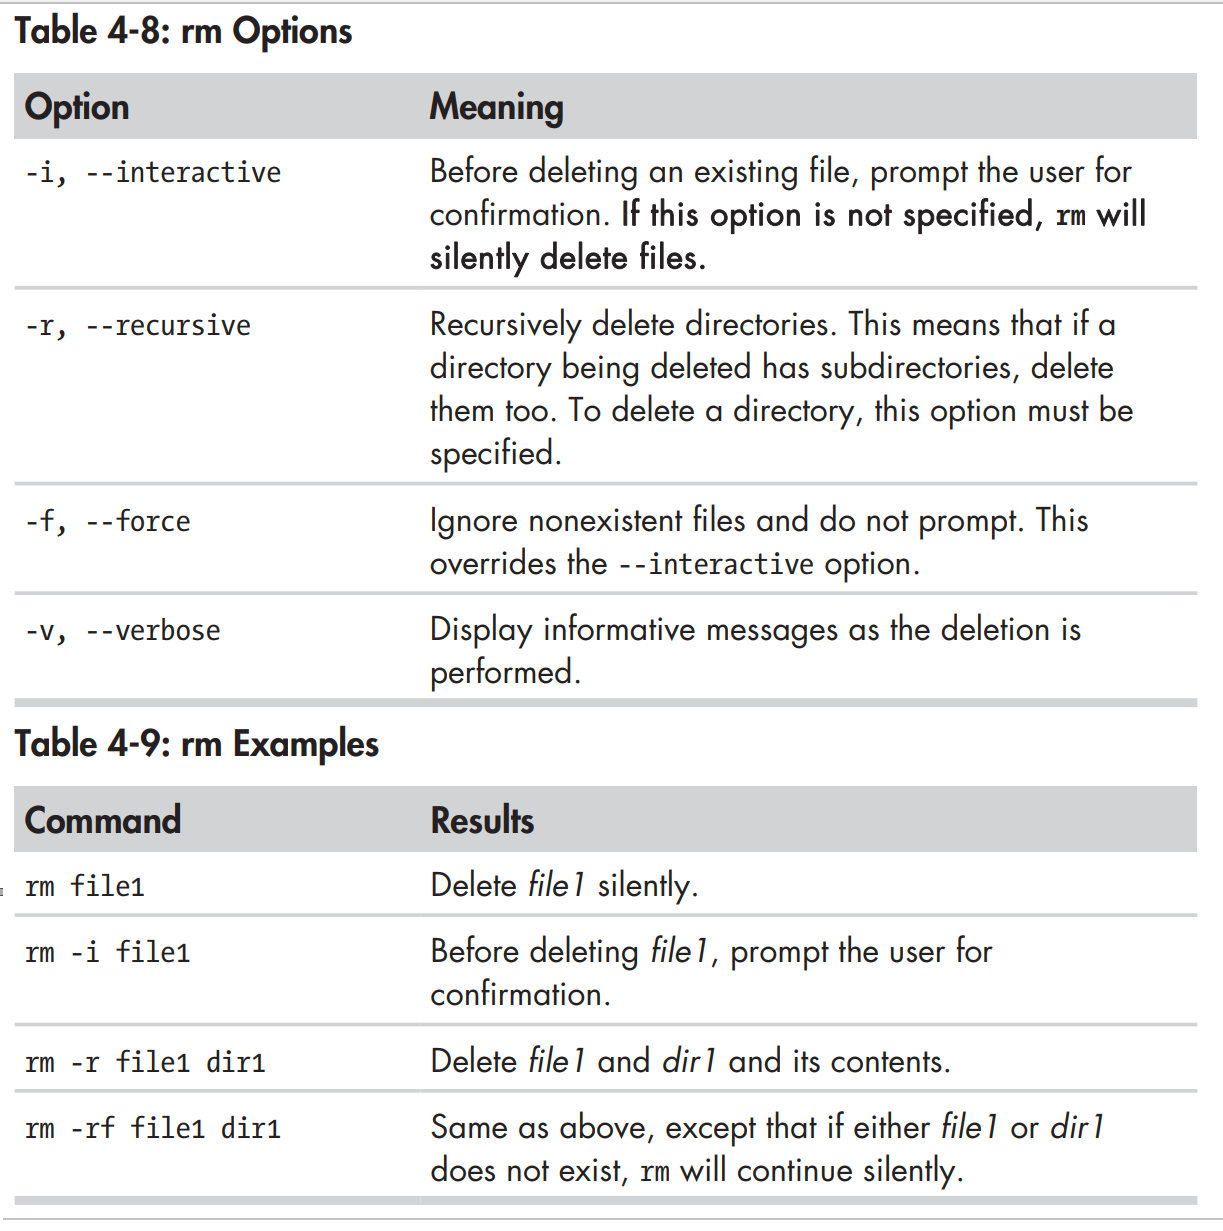 Table 4-8: rm Options
Option Meaning
-i, --interactive Before deleting an existing file, prompt the user for
confirmation. If this option is not specified, rm will
silently delete files.
-r, --recursive Recursively delete directories. This means that if a
directory being deleted has subdirectories, delete
them too. To delete a directory, this option must be
specified.
-f, --force Ignore nonexistent files and do not prompt. This
overrides the --interactive option.
-v, --verbose Display informative messages as the deletion is
performed.
Table 4-9: rm Examples
Command Results
rm file1 Delete file1 silently.
rm -i file1 Before deleting file1, prompt the user for
confirmation.
rm -r file1 dir1 Delete file1 and dir1 and its contents.
rm -rf file1 dir1 Same as above, except that if either file1 or dir1
does not exist, rm will continue silently.